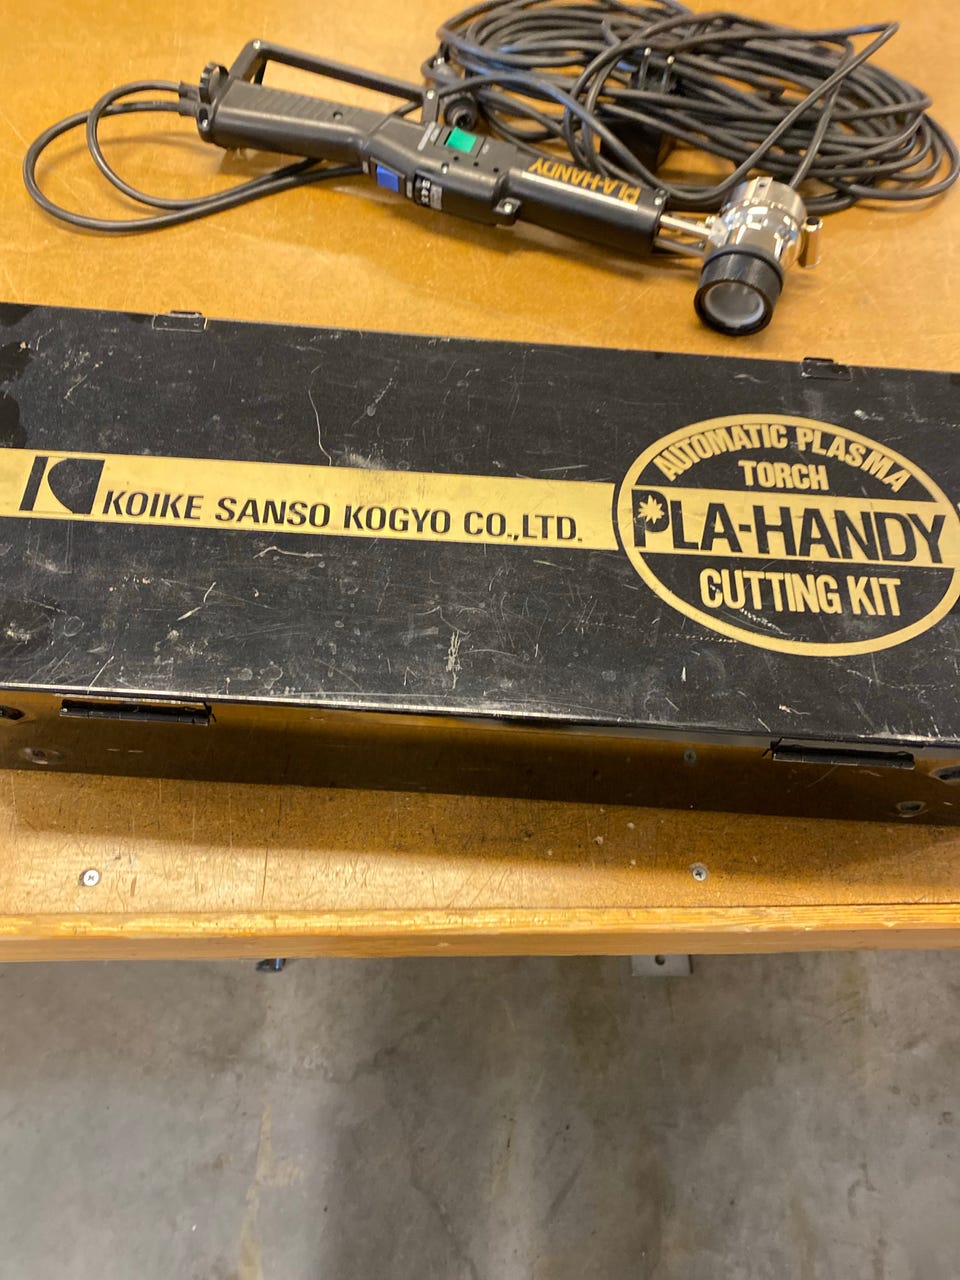 PLA-HANDY
KOIKE SANSO KOGYO CO.,LTD.
AUTOMATIC PLASMA
TORCH
PLA-HANDY
CUTTING KIT